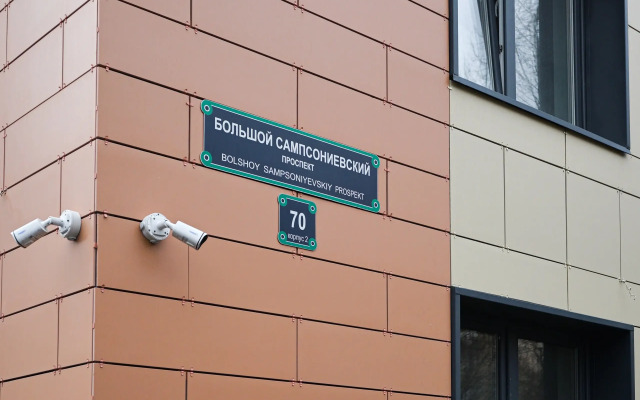 БОЛЬШОЙ САМПСОНИЕВСКИЙ
ПРОСПЕКТ
BOLSHOY SAMPSONIYEVSKIY PROSPEKT
70
корпус 2